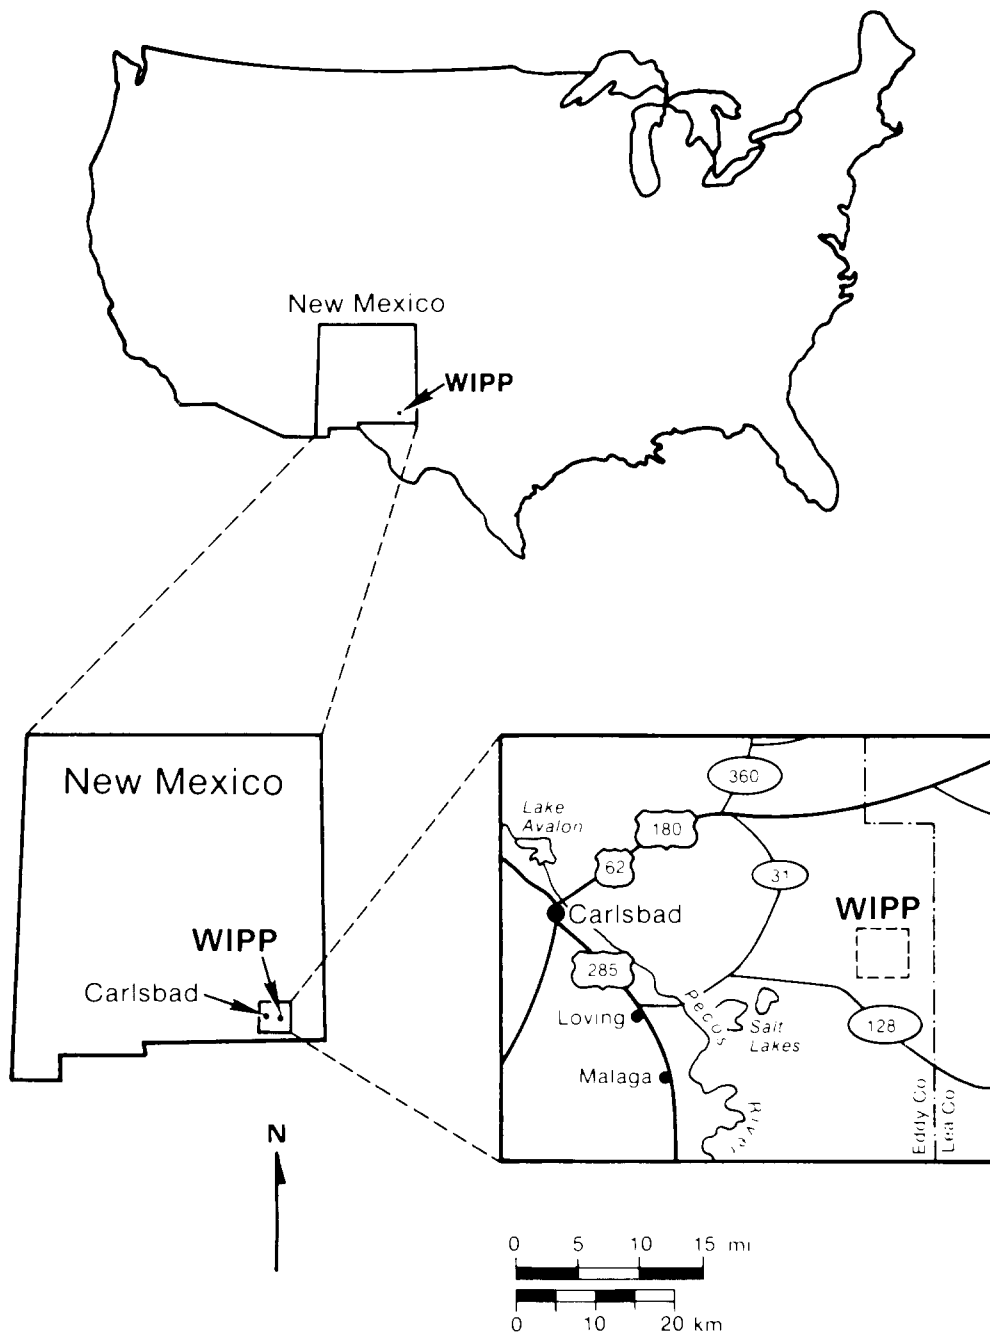 New Mexico
WIPP
New Mexico
WIPP
Carlsbad
N
360
Lake
Avalon
180
62
31
WIPP
Carlsbad
285
Pecos
Loving
Salt
Lakes
128
Malaga
River
Eddy Co
Lea Co
0 5 10 15 mi
0 10 20 km